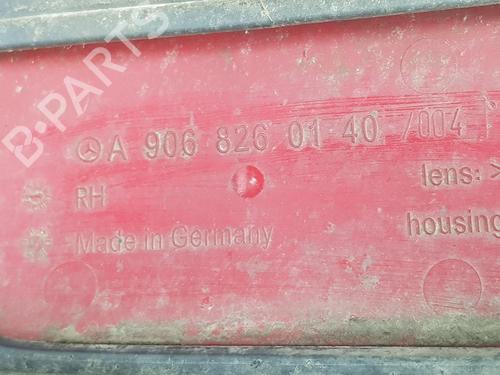 B-PARTS
A 906 826 01 40 /004
RH
Made in Germany
lens: >
housing